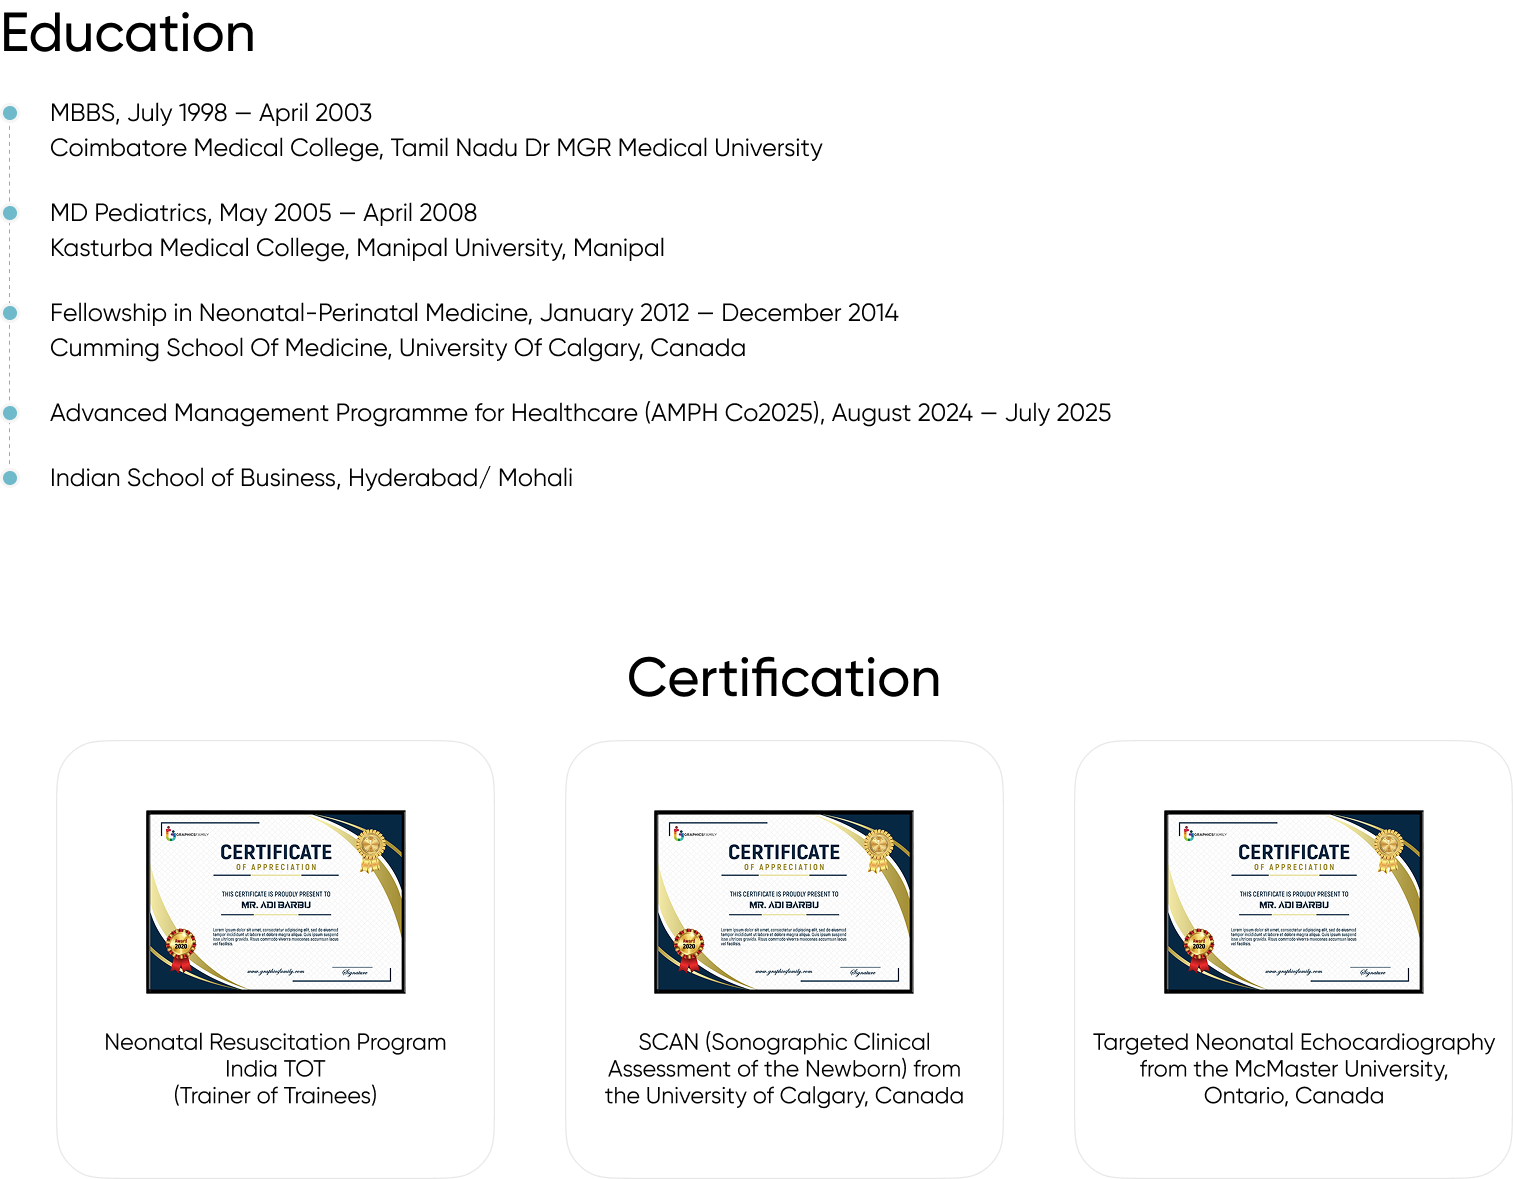 Education
MBBS, July 1998 — April 2003
Coimbatore Medical College, Tamil Nadu Dr MGR Medical University
MD Pediatrics, May 2005 — April 2008
Kasturba Medical College, Manipal University, Manipal
Fellowship in Neonatal-Perinatal Medicine, January 2012 — December 2014
Cumming School Of Medicine, University Of Calgary, Canada
Advanced Management Programme for Healthcare (AMPH Co2025), August 2024 — July 2025
Indian School of Business, Hyderabad/ Mohali
Certification
GRAPHICSFAMILY
CERTIFICATE
OF APPRECIATION
THIS CERTIFICATE IS PROUDLY PRESENT TO
MR. ADI BARBU
Lorem ipsum dolor sit amet, consectetur adipiscing elit, sed do eiusmod
tempor incididunt ut labore et dolore magna aliqua. Quis ipsum suspend
isse ultrices gravida. Risus commodo viverra maecenas accumsan lacus
vel facilisis.
Award
2020
www.graphicsfamily.com
Signature
Neonatal Resuscitation Program
India TOT
(Trainer of Trainees)
GRAPHICSFAMILY
CERTIFICATE
OF APPRECIATION
THIS CERTIFICATE IS PROUDLY PRESENT TO
MR. ADI BARBU
Lorem ipsum dolor sit amet, consectetur adipiscing elit, sed do eiusmod
tempor incididunt ut labore et dolore magna aliqua. Quis ipsum suspend
isse ultrices gravida. Risus commodo viverra maecenas accumsan lacus
vel facilisis.
Award
2020
www.graphicsfamily.com
Signature
SCAN (Sonographic Clinical
Assessment of the Newborn) from
the University of Calgary, Canada
GRAPHICSFAMILY
CERTIFICATE
OF APPRECIATION
THIS CERTIFICATE IS PROUDLY PRESENT TO
MR. ADI BARBU
Lorem ipsum dolor sit amet, consectetur adipiscing elit, sed do eiusmod
tempor incididunt ut labore et dolore magna aliqua. Quis ipsum suspend
isse ultrices gravida. Risus commodo viverra maecenas accumsan lacus
vel facilisis.
Award
2020
www.graphicsfamily.com
Signature
Targeted Neonatal Echocardiography
from the McMaster University,
Ontario, Canada